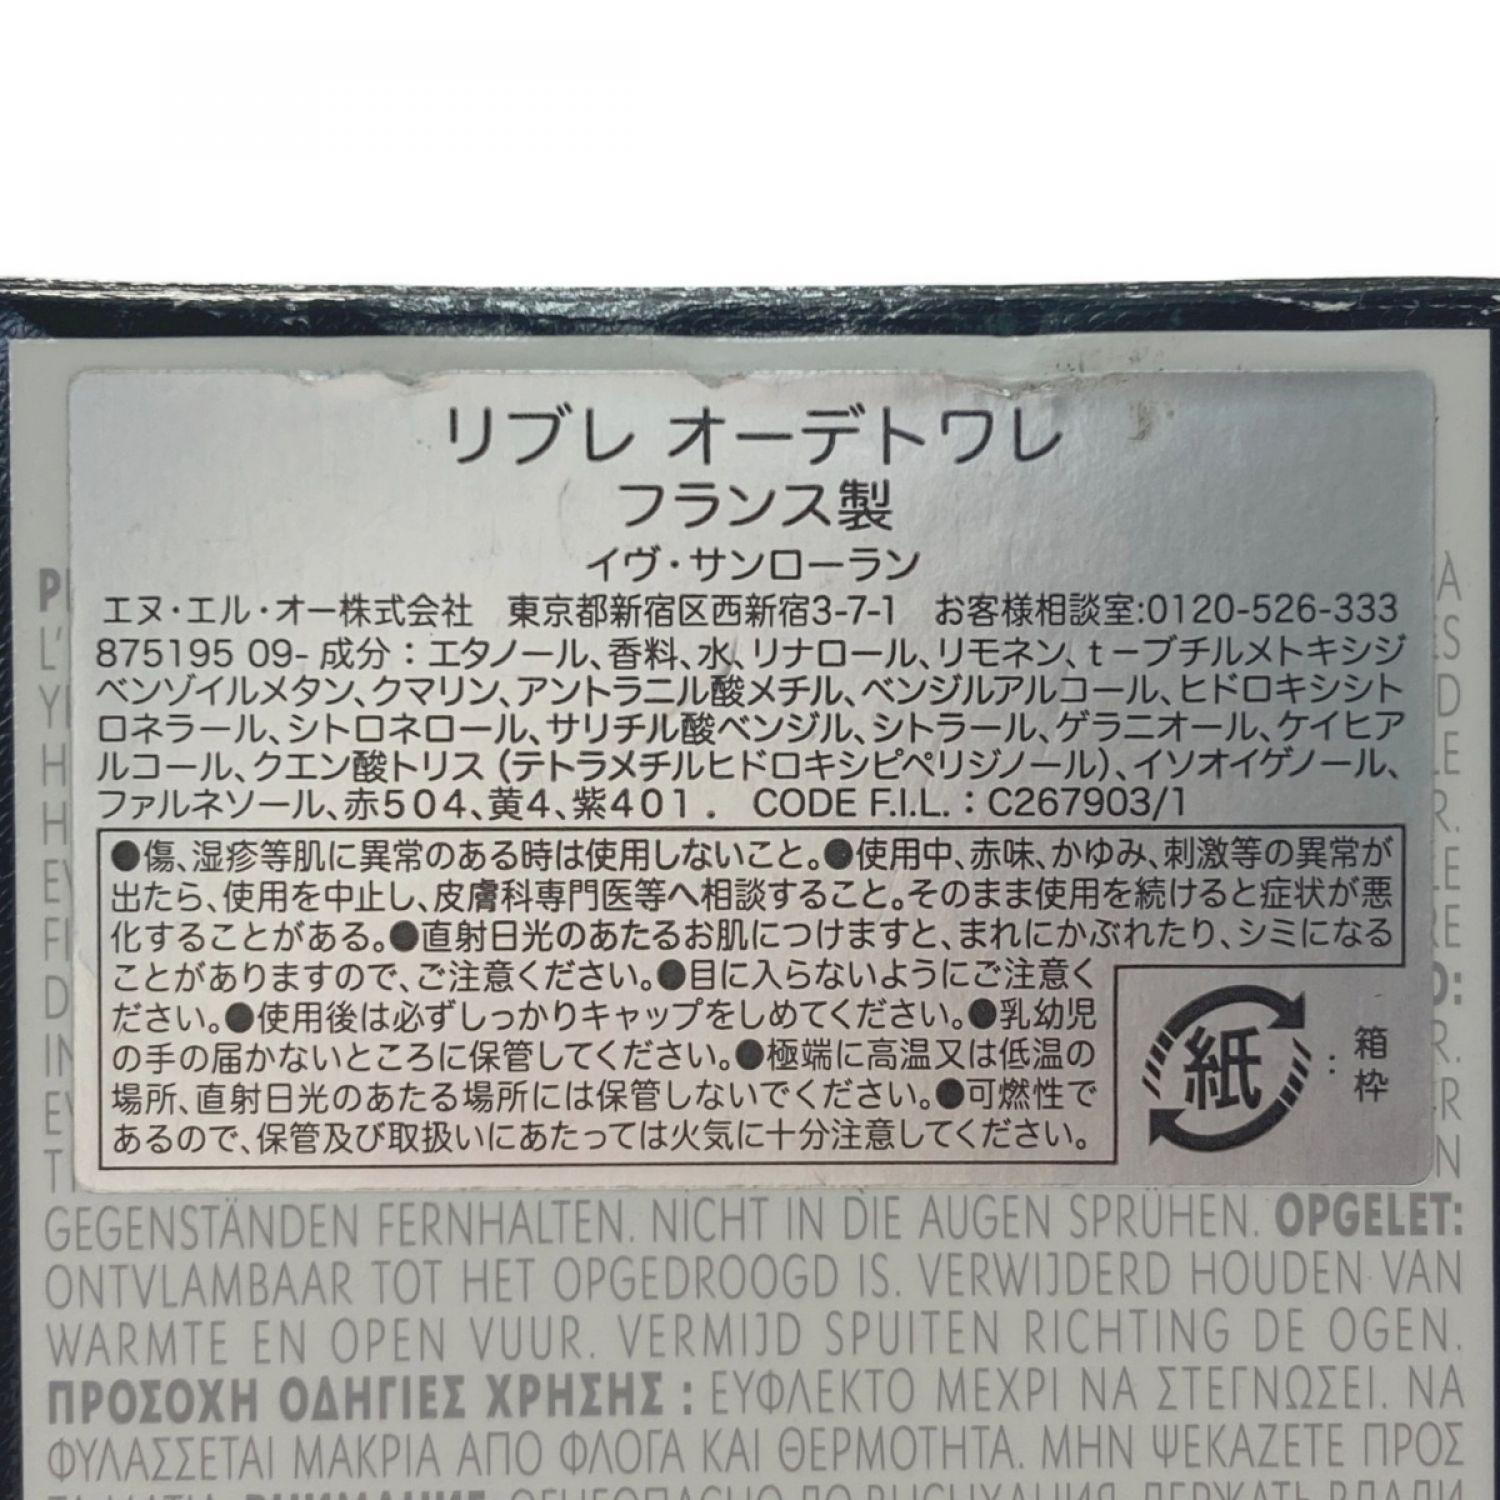 リブレ オーデトワレ
フランス製
イヴ・サンローラン
エヌ・エル・オー株式会社 東京都新宿区西新宿3-7-1 お客様相談室:0120-526-333
875195 09- 成分：エタノール、香料、水、リナロール、リモネン、t－ブチルメトキシジ
ベンゾイルメタン、クマリン、アントラニル酸メチル、ベンジルアルコール、ヒドロキシシト
ロネラール、シトロネロール、サリチル酸ベンジル、シトラール、ゲラニオール、ケイヒア
ルコール、クエン酸トリス（テトラメチルヒドロキシピペリジノール）、イソオイゲノール、
ファルネソール、赤504、黄4、紫401． CODE F.I.L.：C267903/1
●傷、湿疹等肌に異常のある時は使用しないこと。●使用中、赤味、かゆみ、刺激等の異常が
出たら、使用を中止し、皮膚科専門医等へ相談すること。そのまま使用を続けると症状が悪
化することがある。●直射日光のあたるお肌につけますと、まれにかぶれたり、シミになる
ことがありますので、ご注意ください。●目に入らないようにご注意く
ださい。●使用後は必ずしっかりキャップをしめてください。●乳幼児
の手の届かないところに保管してください。●極端に高温又は低温の
場所、直射日光のあたる場所には保管しないでください。●可燃性で
あるので、保管及び取扱いにあたっては火気に十分注意してください。
紙：箱
枠
GEGENSTÄNDEN FERNHALTEN. NICHT IN DIE AUGEN SPRÜHEN. OPGELET:
ONTVLAMBAAR TOT HET OPGEDROOGD IS. VERWIJDERD HOUDEN VAN
WARMTE EN OPEN VUUR. VERMIJD SPUITEN RICHTING DE OGEN.
ΠΡΟΣΟΧΗ ΟΔΗΓΙΕΣ ΧΡΗΣΗΣ : ΕΥΦΛΕΚΤΟ ΜΕΧΡΙ ΝΑ ΣΤΕΓΝΩΣΕΙ. ΝΑ
ΦΥΛΑΣΣΕΤΑΙ ΜΑΚΡΙΑ ΑΠΟ ΦΛΟΓΑ ΚΑΙ ΘΕΡΜΟΤΗΤΑ. ΜΗΝ ΨΕΚΑΖΕΤΕ ΠΡΟΣ